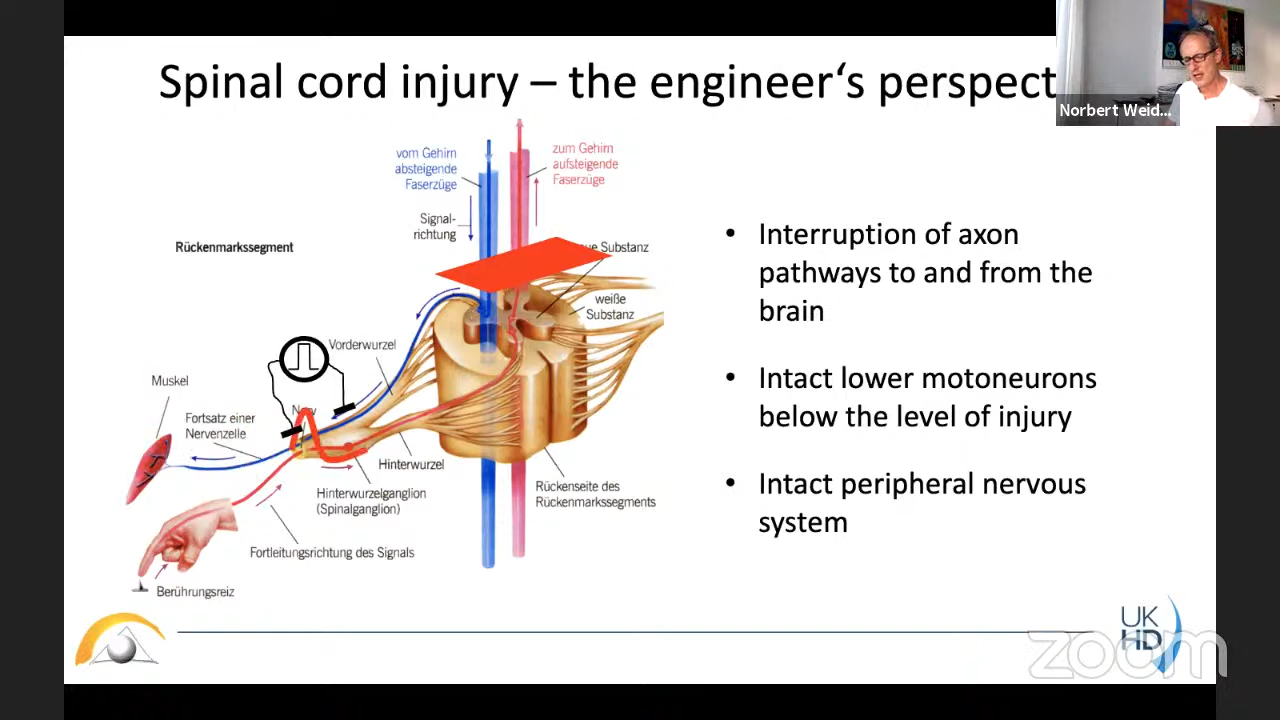 Spinal cord injury – the engineer‘s perspect
Norbert Weid...
vom Gehirn
absteigende
Faserzüge
zum Gehirn
aufsteigende
Faserzüge
Signal-
richtung
Rückenmarkssegment
Substanz
weiße
Substanz
Vorderwurzel
Muskel
Fortsatz einer
Nervenzelle
Hinterwurzel
Hinterwurzelganglion
(Spinalganglion)
Rückenseite des
Rückenmarkssegments
Fortleitungsrichtung des Signals
Berührungsreiz
• Interruption of axon
pathways to and from the
brain
• Intact lower motoneurons
below the level of injury
• Intact peripheral nervous
system
UK
HD
zoom